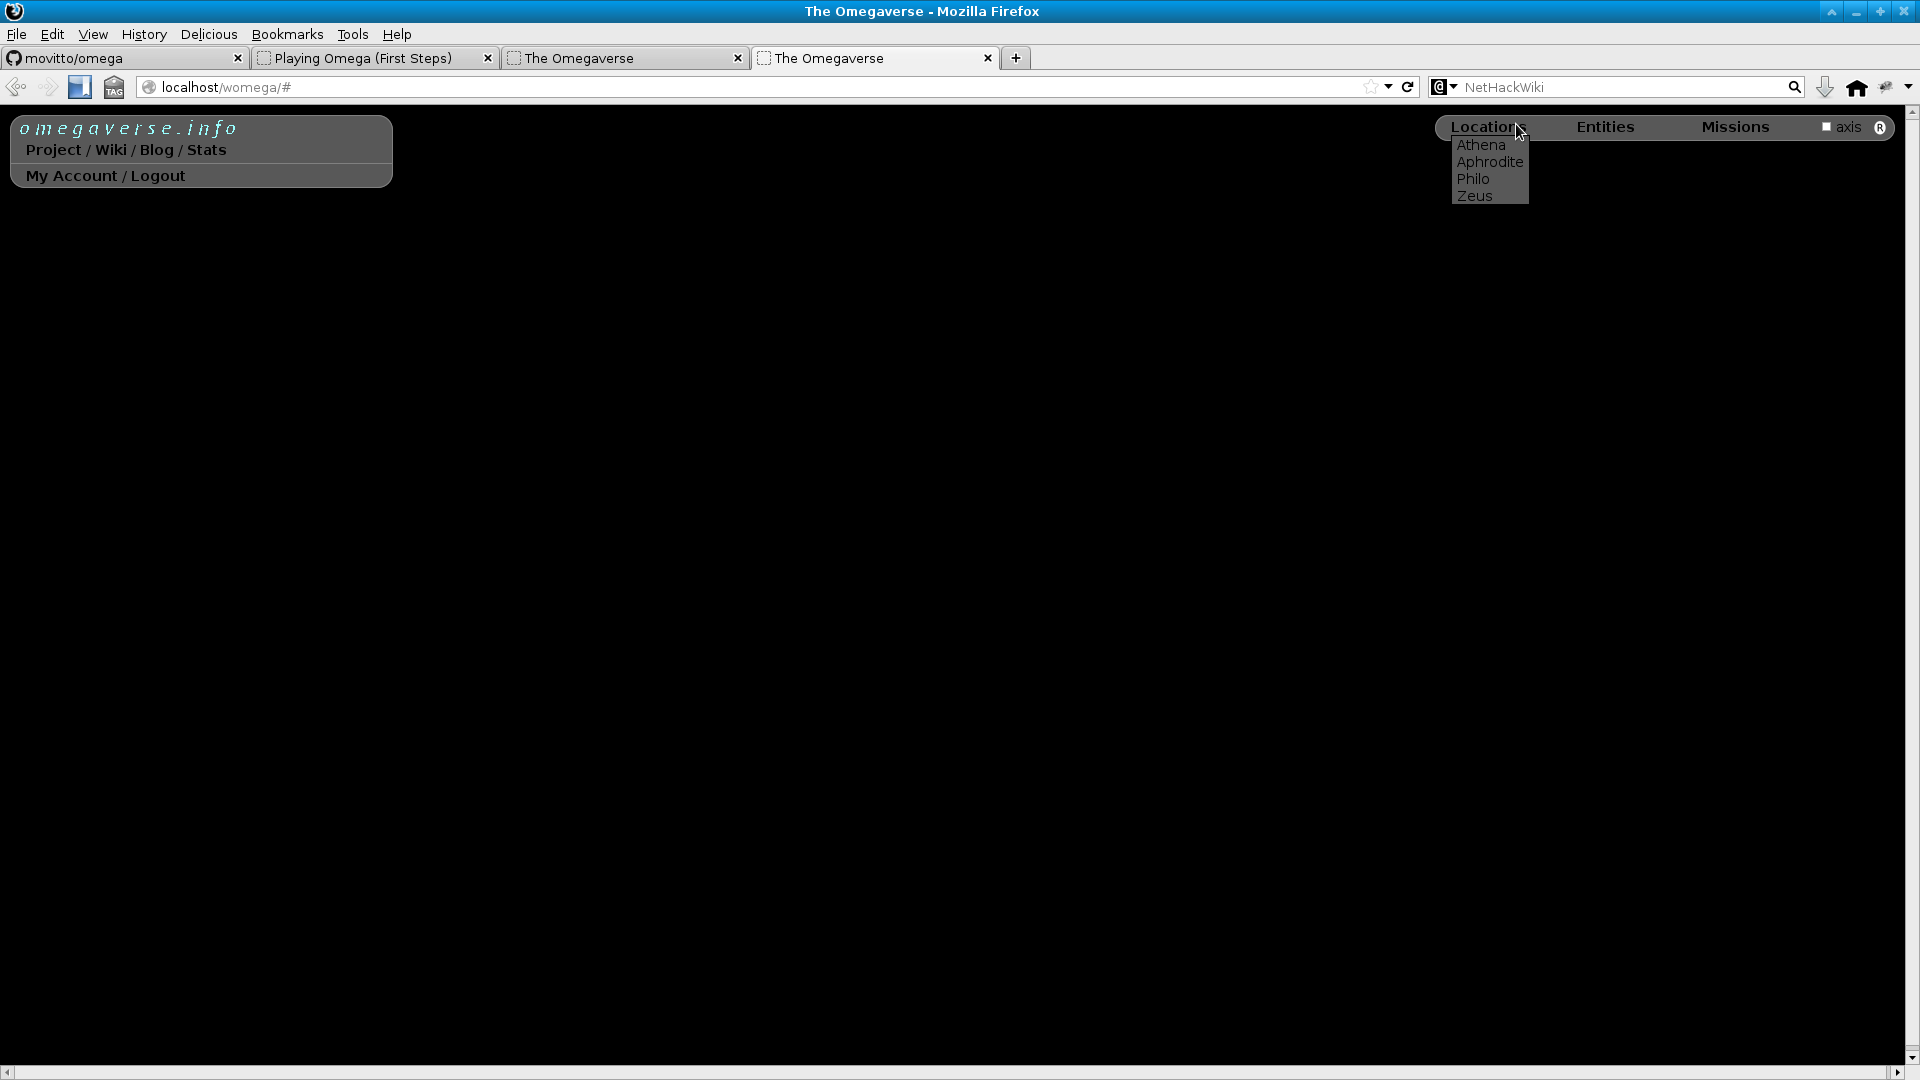 The Omegaverse - Mozilla Firefox
File Edit View History Delicious Bookmarks Tools Help
movitto/omega Playing Omega (First Steps) The Omegaverse The Omegaverse
TAG localhost/womega/# NetHackWiki
omegaverse.info
Project / Wiki / Blog / Stats
My Account / Logout
Locations Entities Missions axis R
Athena
Aphrodite
Philo
Zeus